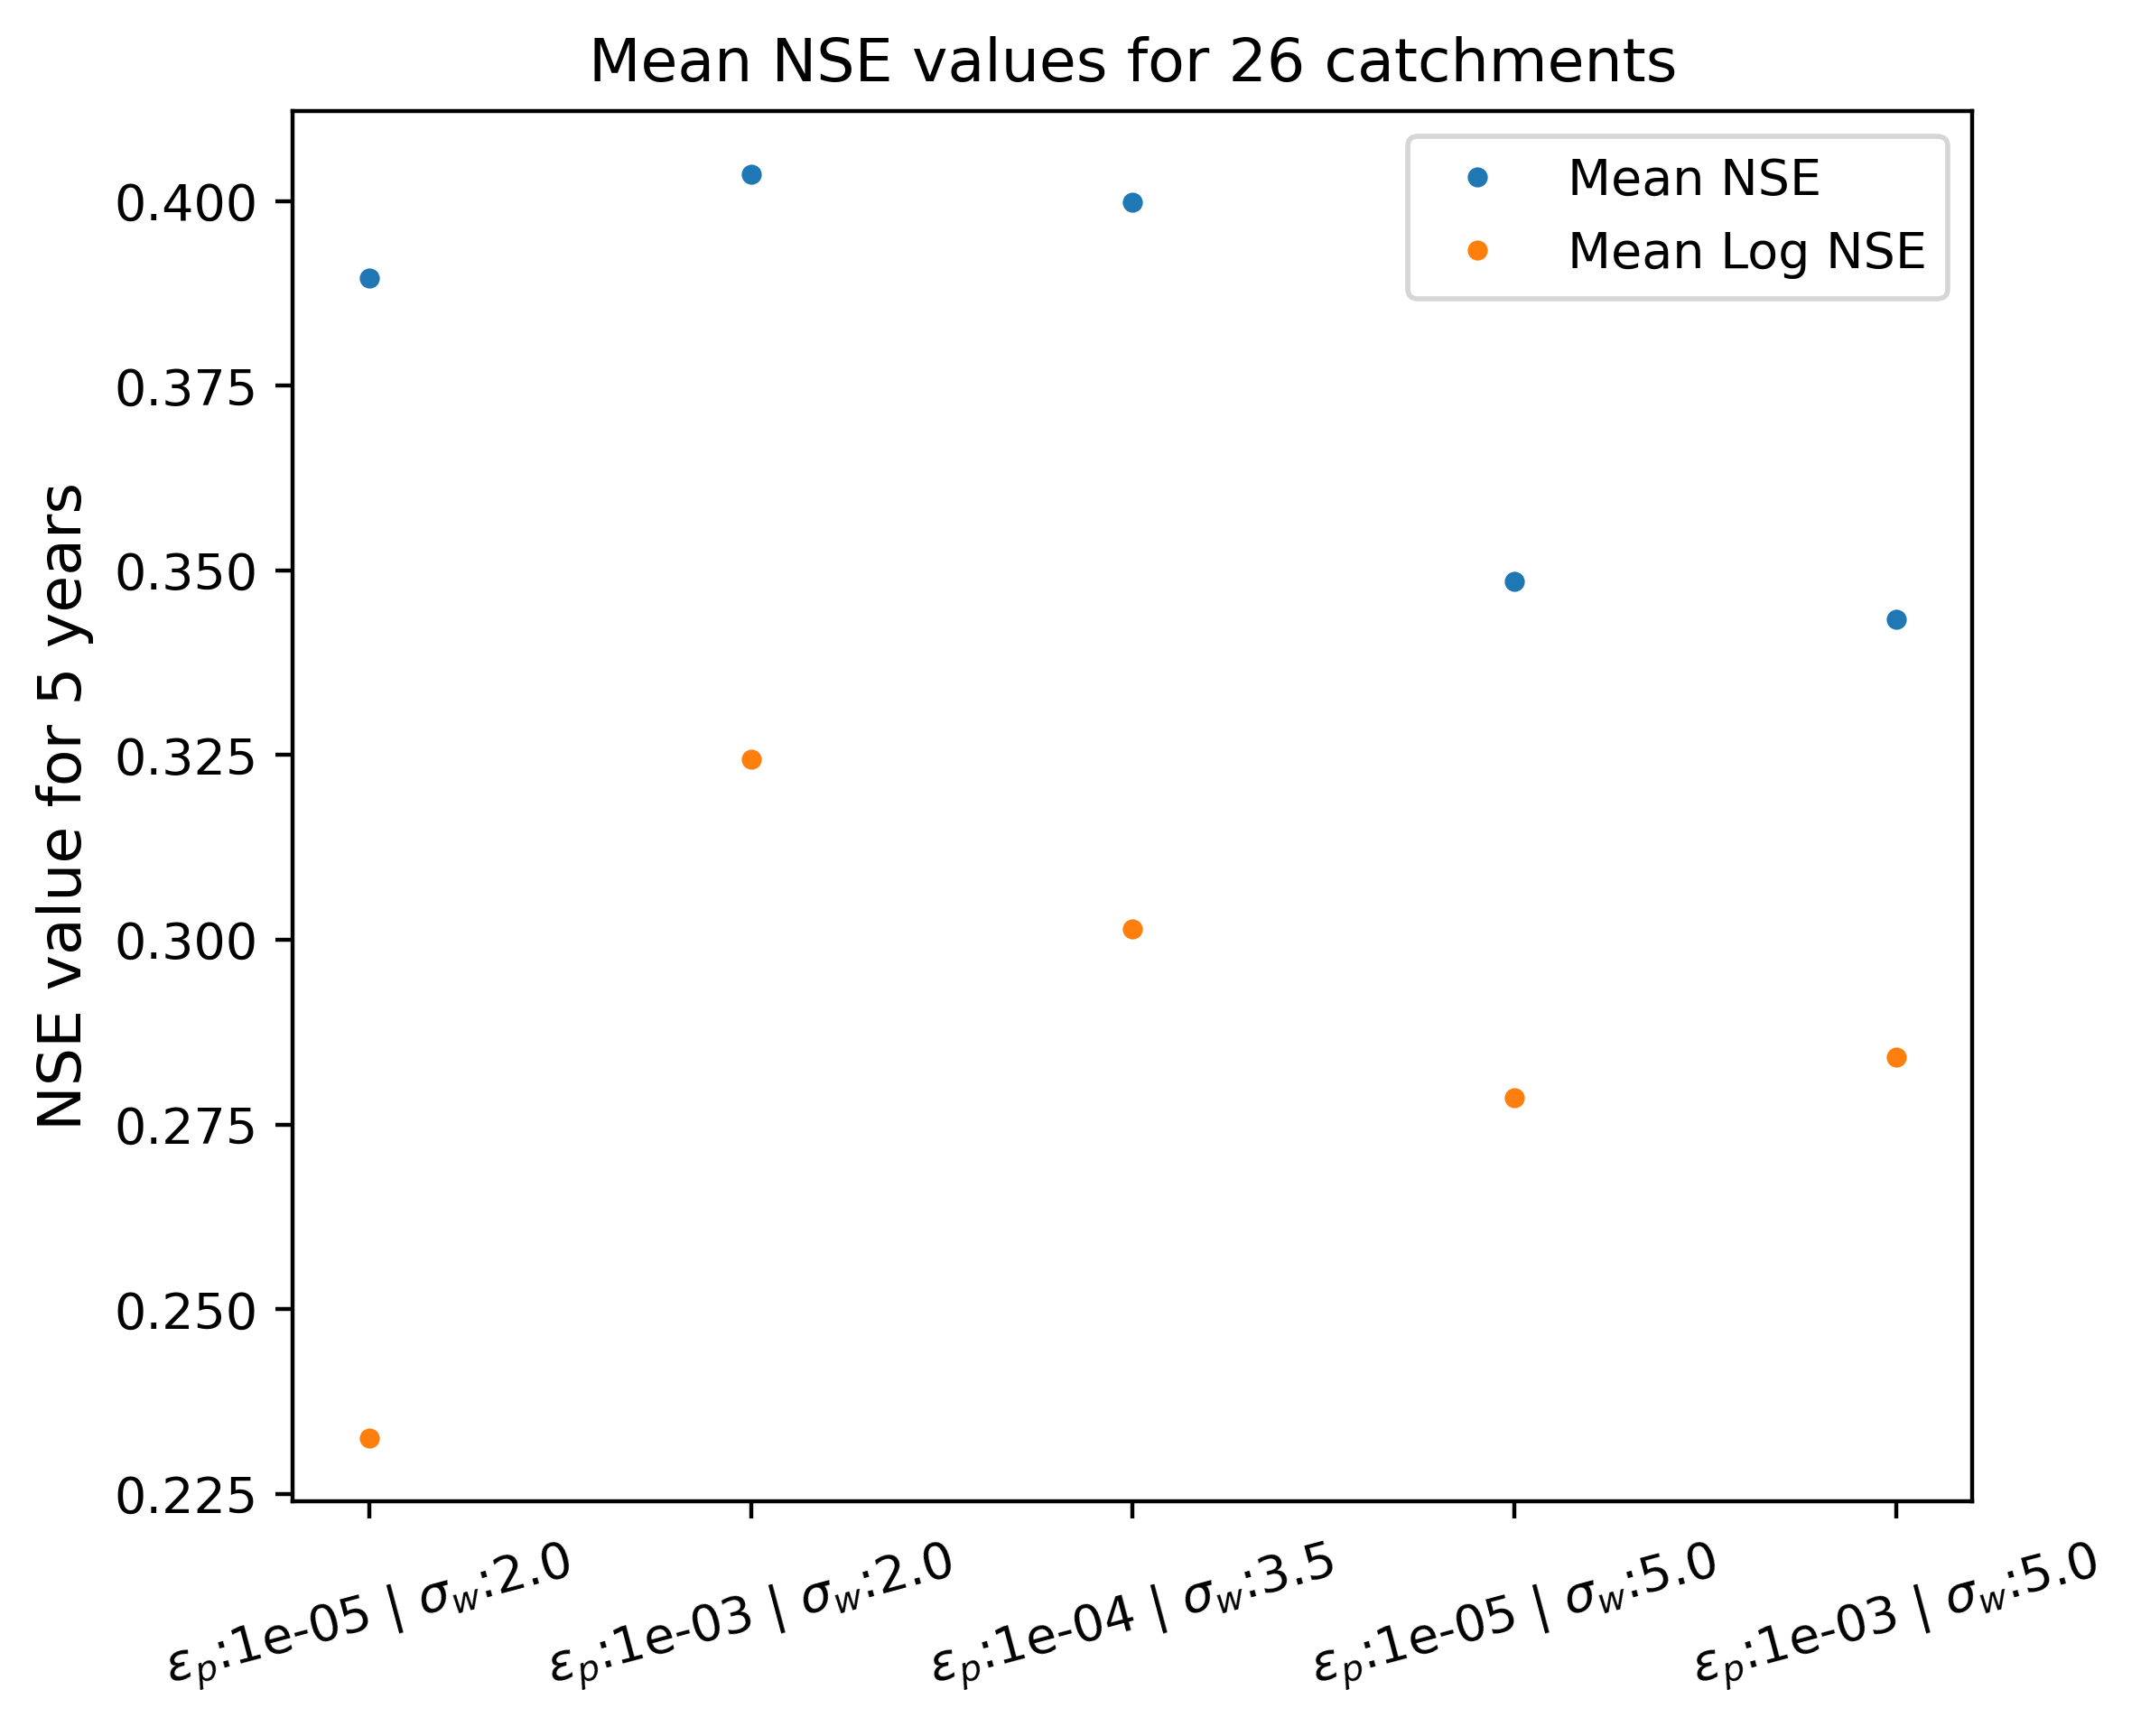 Mean NSE values for 26 catchments
Mean NSE
Mean Log NSE
NSE value for 5 years
0.400
0.375
0.350
0.325
0.300
0.275
0.250
0.225
εp:1e-05 | σw:2.0
εp:1e-03 | σw:2.0
εp:1e-04 | σw:3.5
εp:1e-05 | σw:5.0
εp:1e-03 | σw:5.0